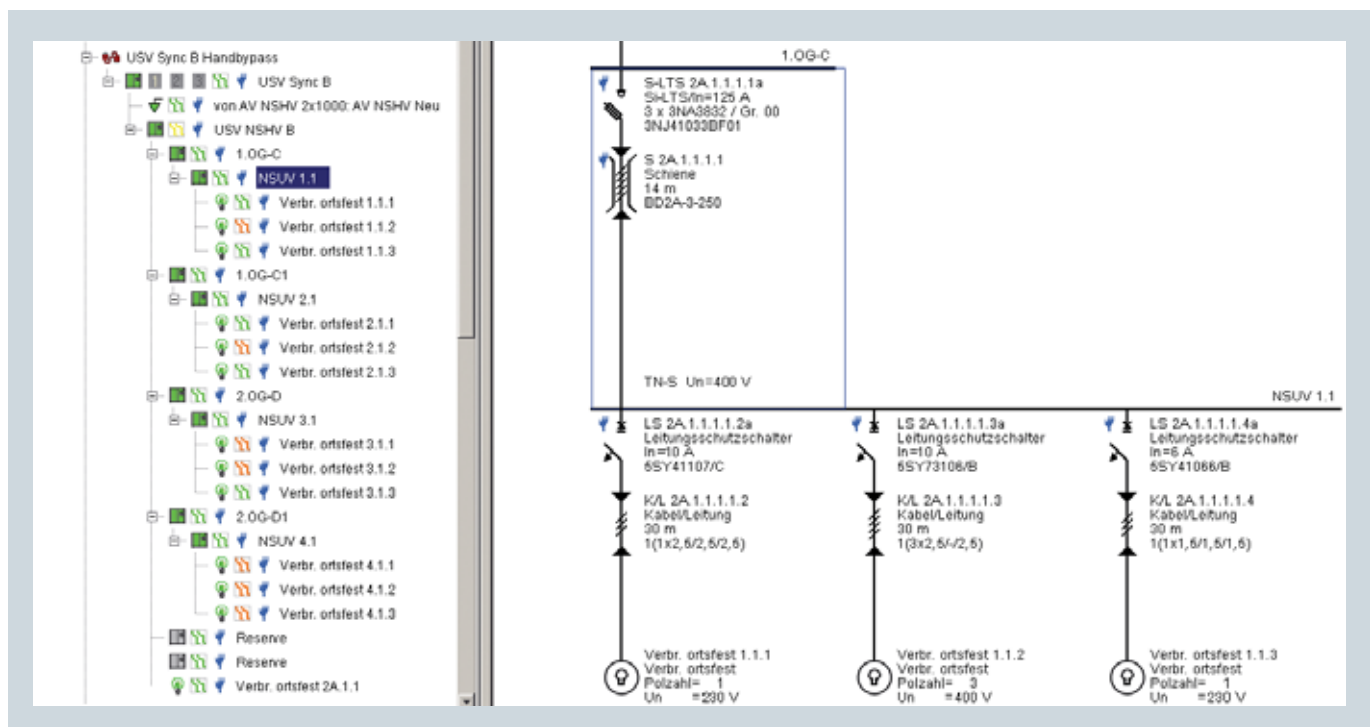 USV Sync B Handbypass
1 2 3 USV Sync B
von AV NSHV 2x1000: AV NSHV Neu
USV NSHV B
1.OG-C
NSUV 1.1
Verbr. ortsfest 1.1.1
Verbr. ortsfest 1.1.2
Verbr. ortsfest 1.1.3
1.OG-C1
NSUV 2.1
Verbr. ortsfest 2.1.1
Verbr. ortsfest 2.1.2
Verbr. ortsfest 2.1.3
2.OG-D
NSUV 3.1
Verbr. ortsfest 3.1.1
Verbr. ortsfest 3.1.2
Verbr. ortsfest 3.1.3
2.OG-D1
NSUV 4.1
Verbr. ortsfest 4.1.1
Verbr. ortsfest 4.1.2
Verbr. ortsfest 4.1.3
Reserve
Reserve
Verbr. ortsfest 2A.1.1
1.OG-C
S-LTS 2A.1.1.1.1a
Si-LTS/In=125 A
3 x 3NA3832 / Gr. 00
3NJ41033BF01
S 2A.1.1.1.1
Schiene
14 m
BD2A-3-250
TN-S Un=400 V
NSUV 1.1
LS 2A.1.1.1.1.2a
Leitungsschutzschalter
In=10 A
5SY41107/C
K/L 2A.1.1.1.1.2
Kabel/Leitung
30 m
1(1x2,5/2,5/2,5)
Verbr. ortsfest 1.1.1
Verbr. ortsfest
Polzahl= 1
Un =230 V
LS 2A.1.1.1.1.3a
Leitungsschutzschalter
In=10 A
5SY73106/B
K/L 2A.1.1.1.1.3
Kabel/Leitung
30 m
1(3x2,5/-/2,5)
Verbr. ortsfest 1.1.2
Verbr. ortsfest
Polzahl= 3
Un =400 V
LS 2A.1.1.1.1.4a
Leitungsschutzschalter
In=6 A
5SY41066/B
K/L 2A.1.1.1.1.4
Kabel/Leitung
30 m
1(1x1,5/1,5/1,5)
Verbr. ortsfest 1.1.3
Verbr. ortsfest
Polzahl= 1
Un =230 V